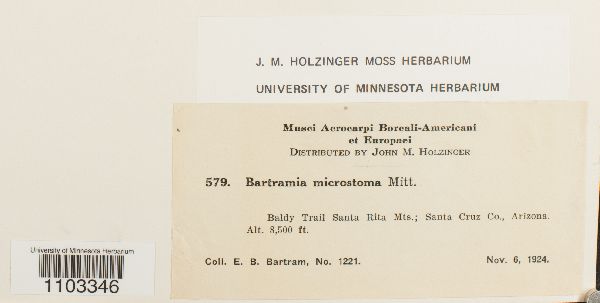 J. M. HOLZINGER MOSS HERBARIUM
UNIVERSITY OF MINNESOTA HERBARIUM
Musci Acrocarpi Boreali-Americani
et Europaei
DISTRIBUTED BY JOHN M. HOLZINGER
579. Bartramia microstoma Mitt.
Baldy Trail Santa Rita Mts.; Santa Cruz Co., Arizona.
Alt. 8,500 ft.
Coll. E. B. Bartram, No. 1221. Nov. 6, 1924.
University of Minnesota Herbarium
1103346